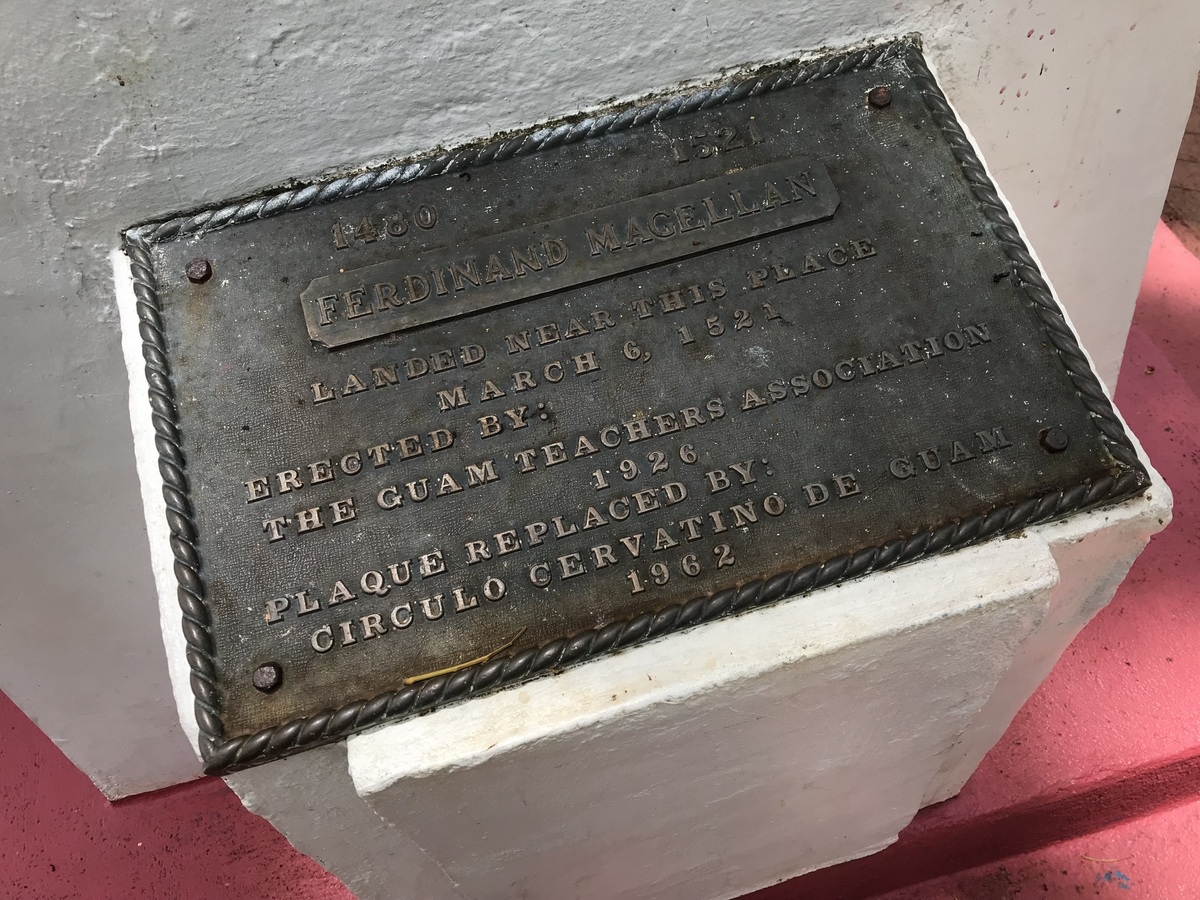 1480 1521
FERDINAND MAGELLAN
LANDED NEAR THIS PLACE
MARCH 6, 1521
ERECTED BY:
THE GUAM TEACHERS ASSOCIATION
1926
PLAQUE REPLACED BY:
CIRCULO CERVATINO DE GUAM
1962